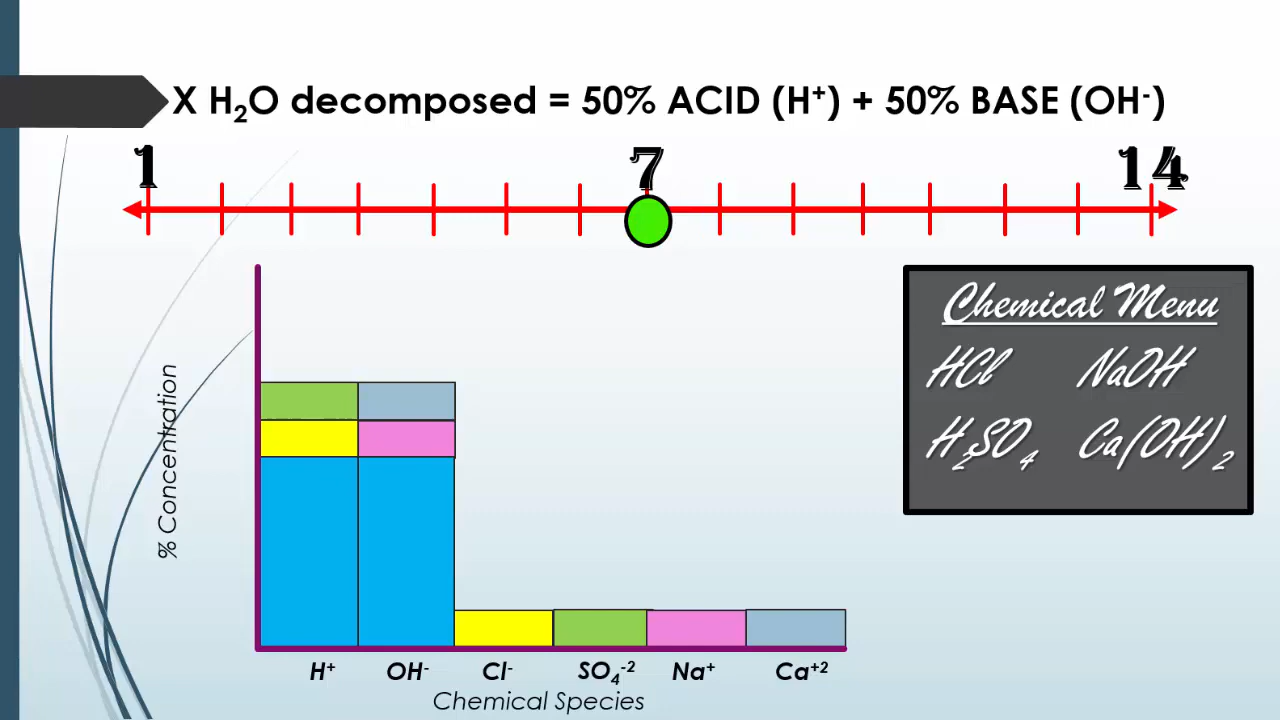 X H₂O decomposed = 50% ACID (H⁺) + 50% BASE (OH⁻)
1 7 14
Chemical Menu
HCl NaOH
H₂SO₄ Ca(OH)₂
% Concentration
H⁺ OH⁻ Cl⁻ SO₄⁻² Na⁺ Ca⁺²
Chemical Species